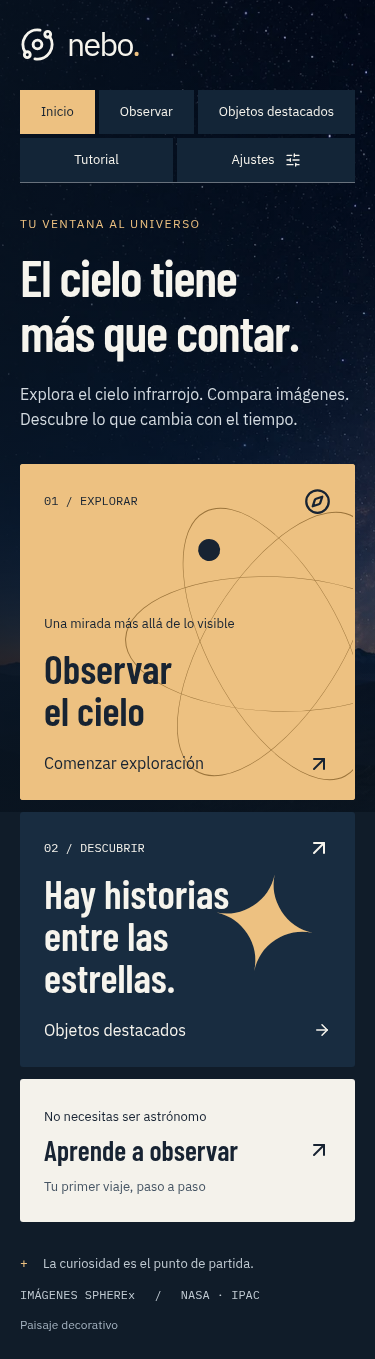 nebo.
Inicio
Observar
Objetos destacados
Tutorial
Ajustes
TU VENTANA AL UNIVERSO
El cielo tiene
más que contar.
Explora el cielo infrarrojo. Compara imágenes.
Descubre lo que cambia con el tiempo.
01 / EXPLORAR
Una mirada más allá de lo visible
Observar
el cielo
Comenzar exploración
02 / DESCUBRIR
Hay historias
entre las
estrellas.
Objetos destacados
No necesitas ser astrónomo
Aprende a observar
Tu primer viaje, paso a paso
+ La curiosidad es el punto de partida.
IMÁGENES SPHEREx / NASA · IPAC
Paisaje decorativo